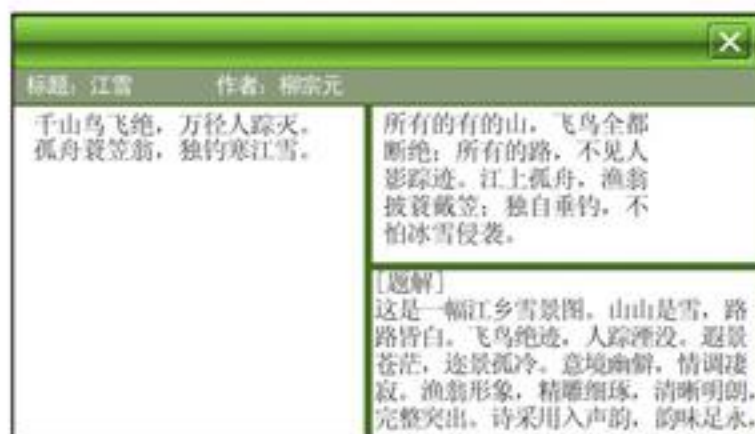 标题：江雪 作者：柳宗元
千山鸟飞绝，万径人踪灭。
孤舟蓑笠翁，独钓寒江雪。
所有的有的山，飞鸟全都
断绝；所有的路，不见人
影踪迹。江上孤舟，渔翁
披蓑戴笠；独自垂钓，不
怕冰雪侵袭。
[题解]
这是一幅江乡雪景图。山山是雪，路
路皆白。飞鸟绝迹，人踪湮没。遐景
苍茫，迩景孤冷。意境幽僻，情调凄
寂。渔翁形象，精雕细琢，清晰明朗，
完整突出。诗采用入声韵，韵味足永，